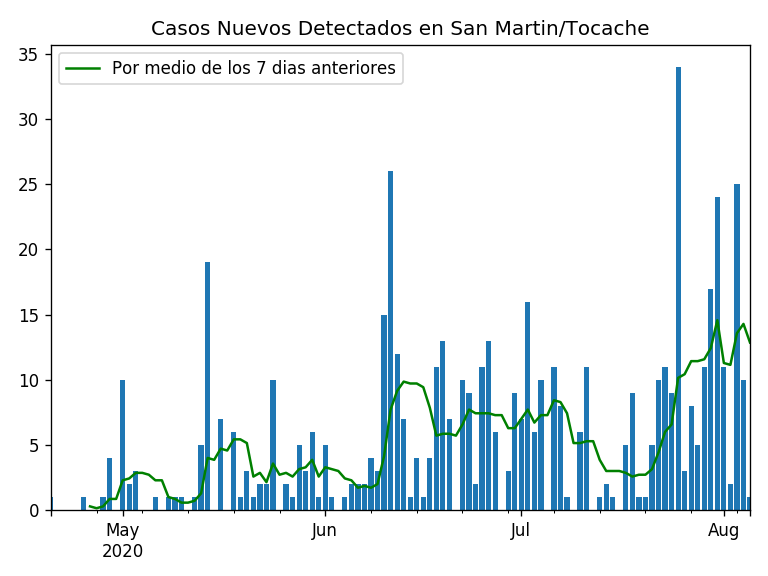 Casos Nuevos Detectados en San Martin/Tocache
Por medio de los 7 dias anteriores
35
30
25
20
15
10
5
0
May
2020
Jun
Jul
Aug